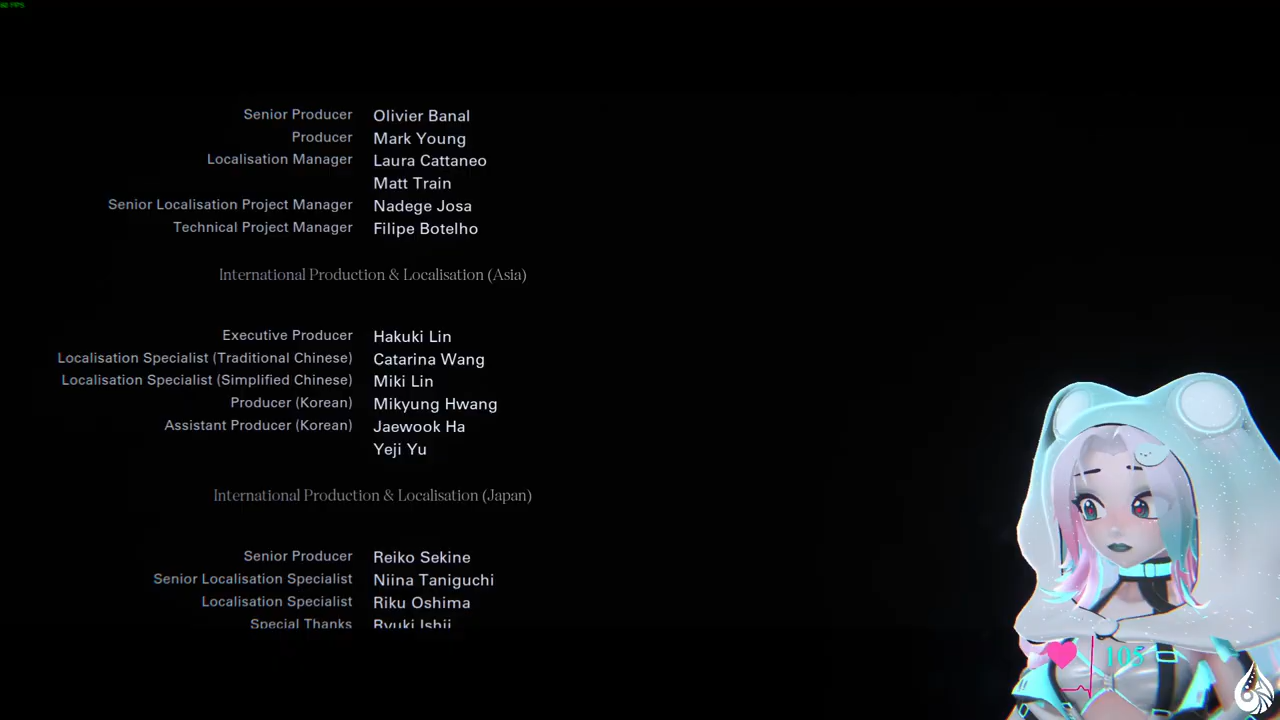 Senior Producer Olivier Banal
Producer Mark Young
Localisation Manager Laura Cattaneo
Matt Train
Senior Localisation Project Manager Nadege Josa
Technical Project Manager Filipe Botelho
International Production & Localisation (Asia)
Executive Producer Hakuki Lin
Localisation Specialist (Traditional Chinese) Catarina Wang
Localisation Specialist (Simplified Chinese) Miki Lin
Producer (Korean) Mikyung Hwang
Assistant Producer (Korean) Jaewook Ha
Yeji Yu
International Production & Localisation (Japan)
Senior Producer Reiko Sekine
Senior Localisation Specialist Niina Taniguchi
Localisation Specialist Riku Oshima
Special Thanks Ryuki Ishii
105